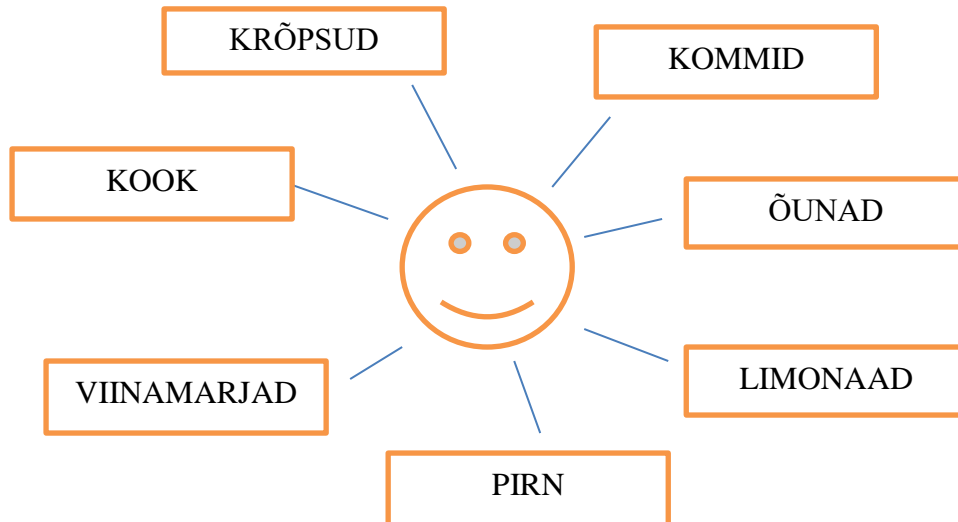 KRÕPSUD
KOMMID
KOOK
ÕUNAD
VIINAMARJAD
LIMONAAD
PIRN